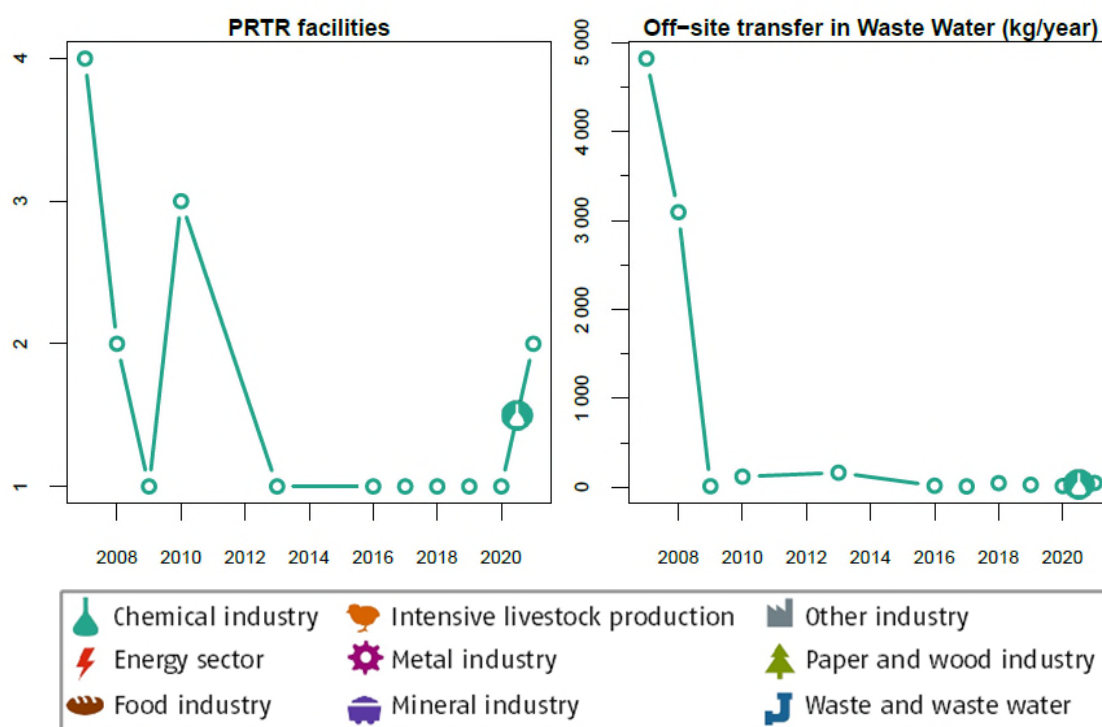 PRTR facilities
4
3
2
1
2008 2010 2012 2014 2016 2018 2020
Off−site transfer in Waste Water (kg/year)
5 000
4 000
3 000
2 000
1 000
0
2008 2010 2012 2014 2016 2018 2020
Chemical industry Intensive livestock production Other industry
Energy sector Metal industry Paper and wood industry
Food industry Mineral industry Waste and waste water